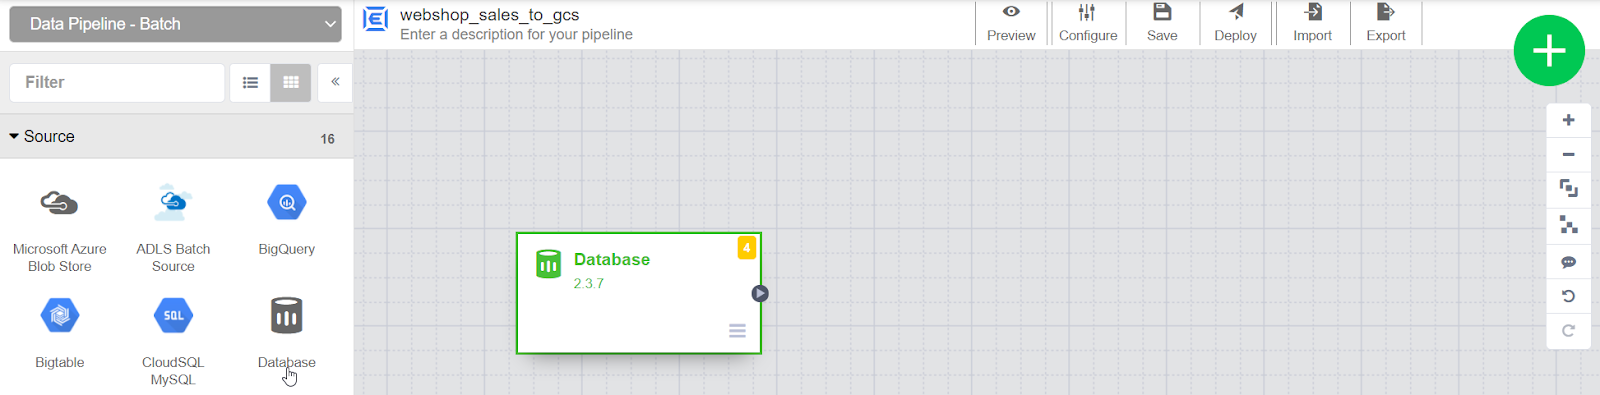 Data Pipeline - Batch
webshop_sales_to_gcs
Enter a description for your pipeline
Preview
Configure
Save
Deploy
Import
Export
Filter
Source
16
Microsoft Azure
Blob Store
ADLS Batch
Source
BigQuery
Bigtable
SQL
CloudSQL
MySQL
Database
Database
4
2.3.7